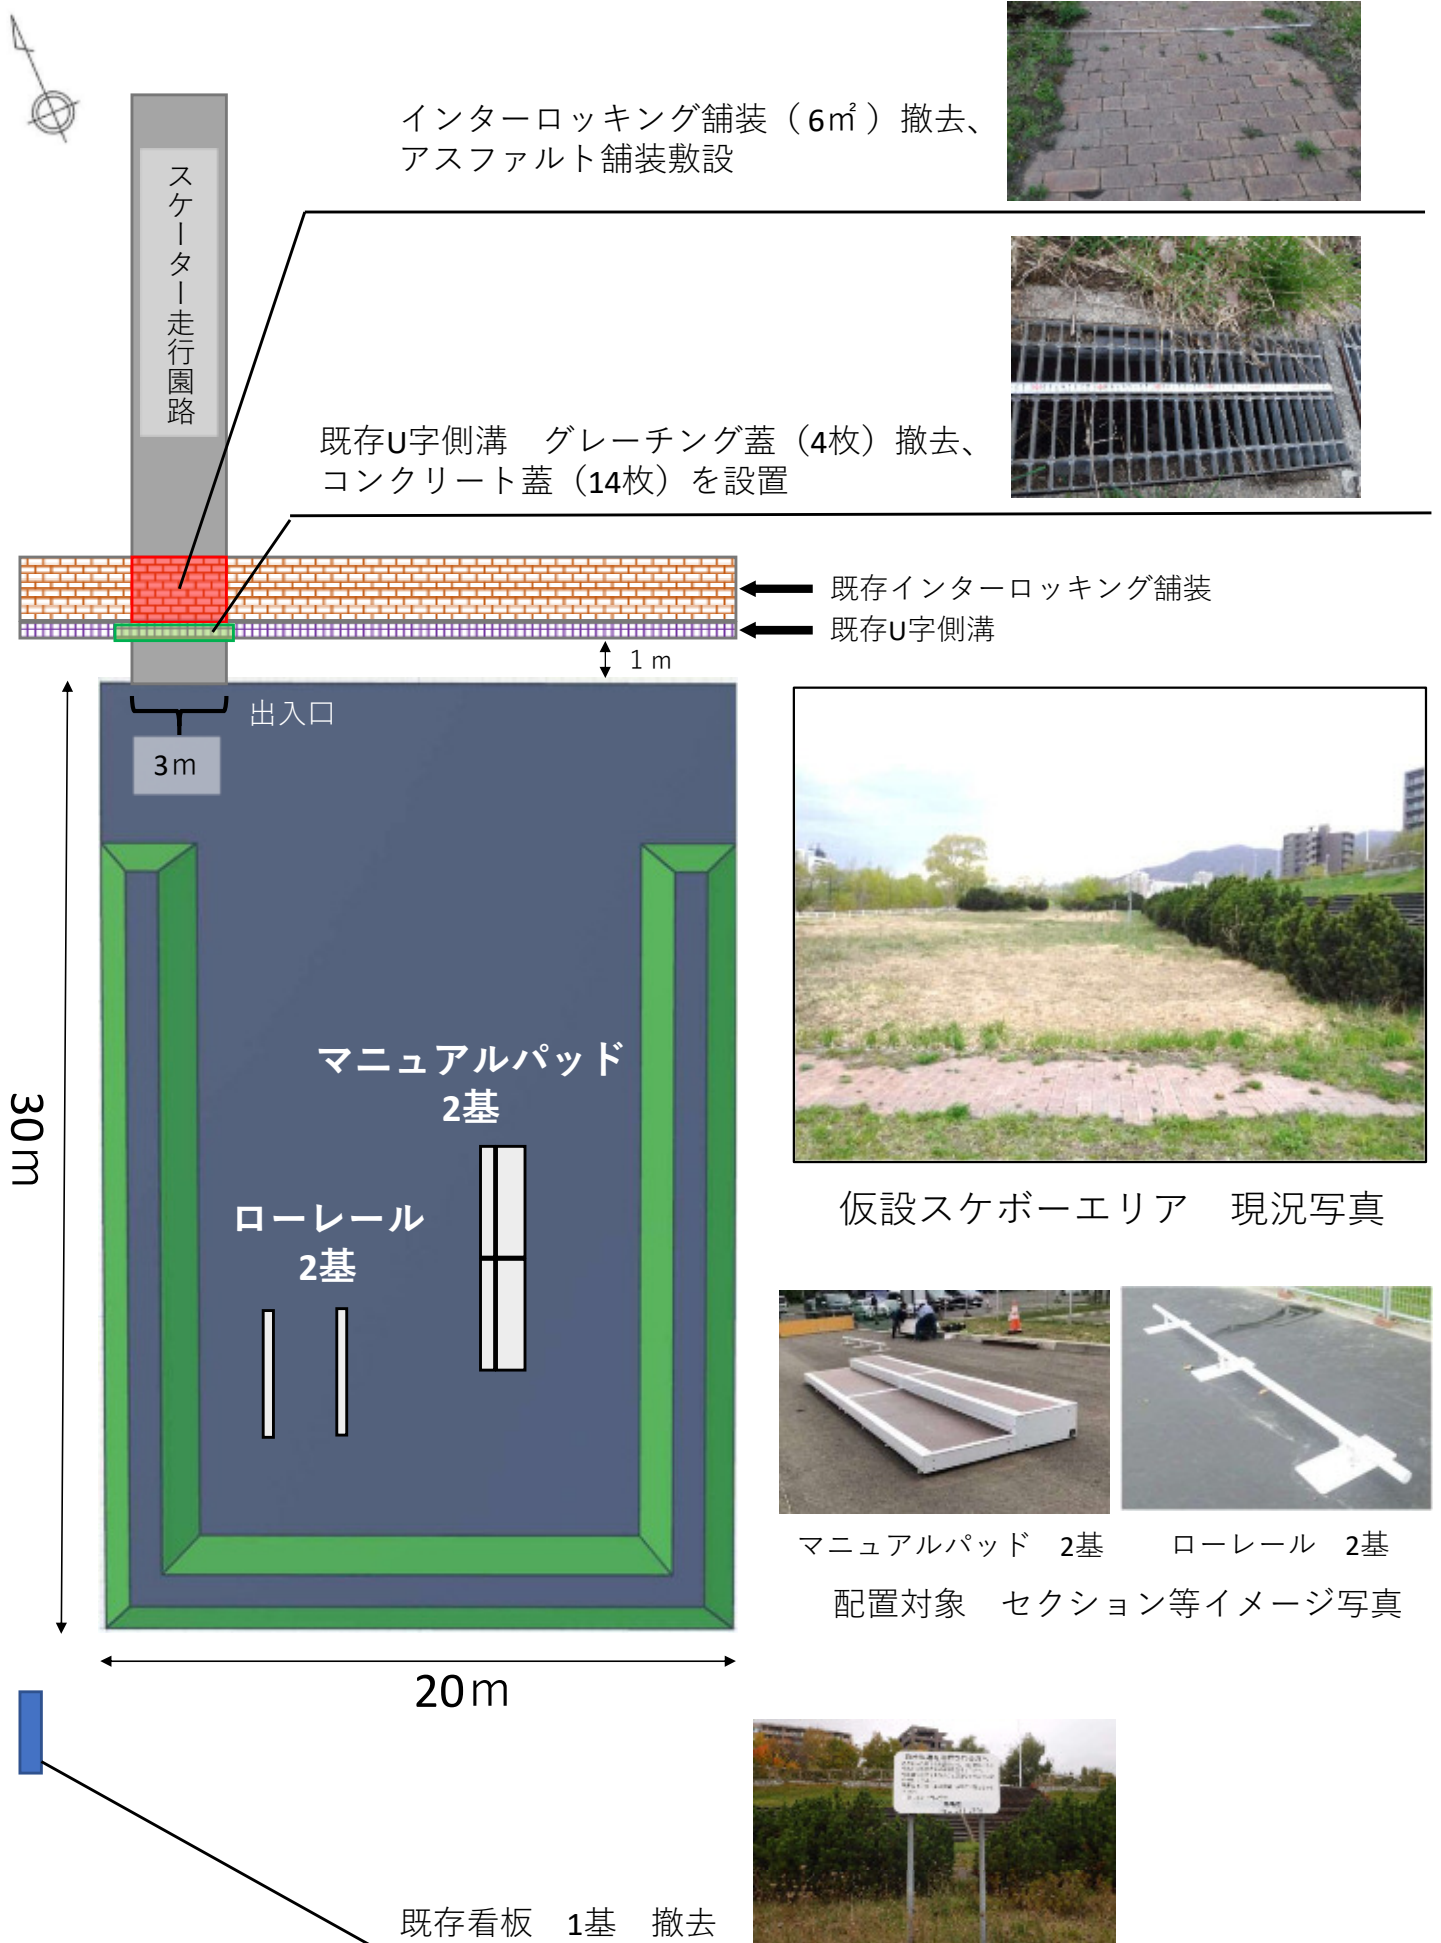 インターロッキング舗装（6㎡）撤去、
アスファルト舗装敷設
スケーター走行園路
既存U字側溝　グレーチング蓋（4枚）撤去、
コンクリート蓋（14枚）を設置
既存インターロッキング舗装
既存U字側溝
1ｍ
出入口
3ｍ
30ｍ
マニュアルパッド
2基
ローレール
2基
仮設スケボーエリア　現況写真
マニュアルパッド　2基
ローレール　2基
配置対象　セクション等イメージ写真
20ｍ
既存看板　1基　撤去